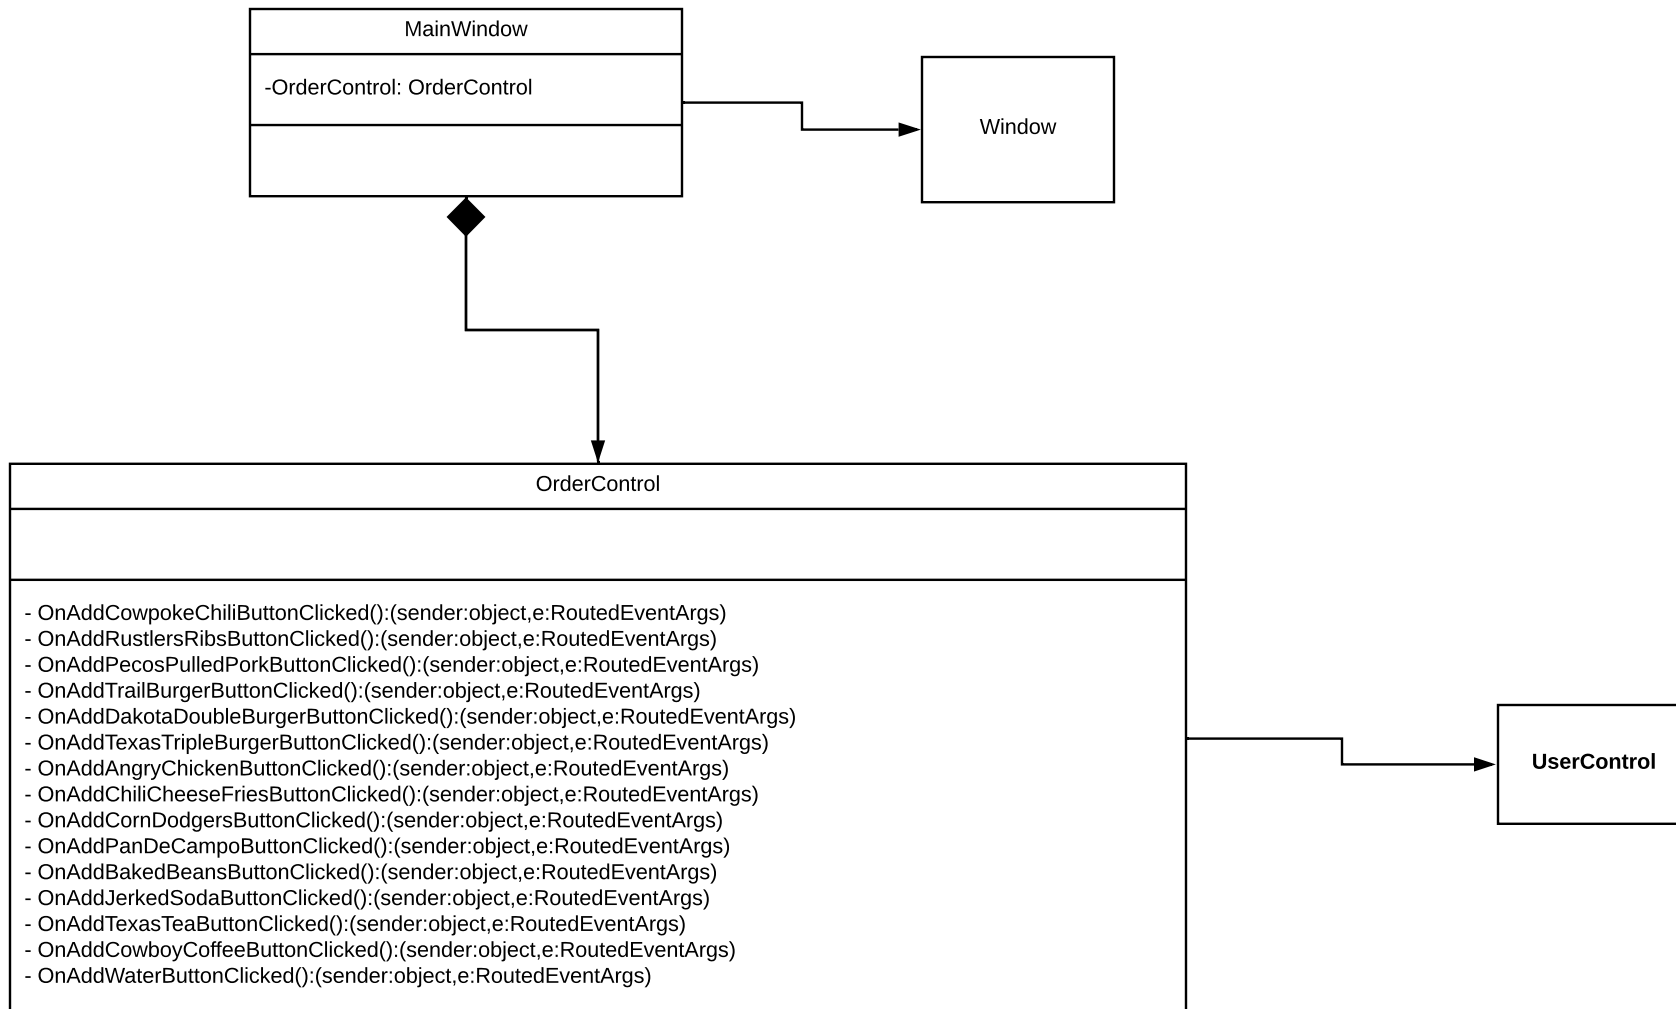 MainWindow
-OrderControl: OrderControl
Window
OrderControl
- OnAddCowpokeChiliButtonClicked():(sender:object,e:RoutedEventArgs)
- OnAddRustlersRibsButtonClicked():(sender:object,e:RoutedEventArgs)
- OnAddPecosPulledPorkButtonClicked():(sender:object,e:RoutedEventArgs)
- OnAddTrailBurgerButtonClicked():(sender:object,e:RoutedEventArgs)
- OnAddDakotaDoubleBurgerButtonClicked():(sender:object,e:RoutedEventArgs)
- OnAddTexasTripleBurgerButtonClicked():(sender:object,e:RoutedEventArgs)
- OnAddAngryChickenButtonClicked():(sender:object,e:RoutedEventArgs)
- OnAddChiliCheeseFriesButtonClicked():(sender:object,e:RoutedEventArgs)
- OnAddCornDodgersButtonClicked():(sender:object,e:RoutedEventArgs)
- OnAddPanDeCampoButtonClicked():(sender:object,e:RoutedEventArgs)
- OnAddBakedBeansButtonClicked():(sender:object,e:RoutedEventArgs)
- OnAddJerkedSodaButtonClicked():(sender:object,e:RoutedEventArgs)
- OnAddTexasTeaButtonClicked():(sender:object,e:RoutedEventArgs)
- OnAddCowboyCoffeeButtonClicked():(sender:object,e:RoutedEventArgs)
- OnAddWaterButtonClicked():(sender:object,e:RoutedEventArgs)
UserControl